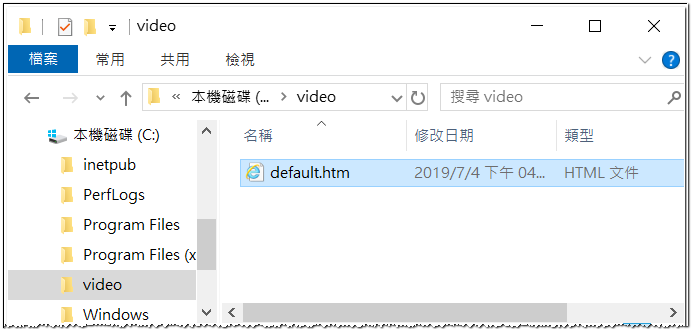 video
檔案 常用 共用 檢視
« 本機磁碟 (... › video 搜尋 video
本機磁碟 (C:)
inetpub
PerfLogs
Program Files
Program Files (x
video
Windows
名稱 修改日期 類型
default.htm 2019/7/4 下午 04... HTML 文件